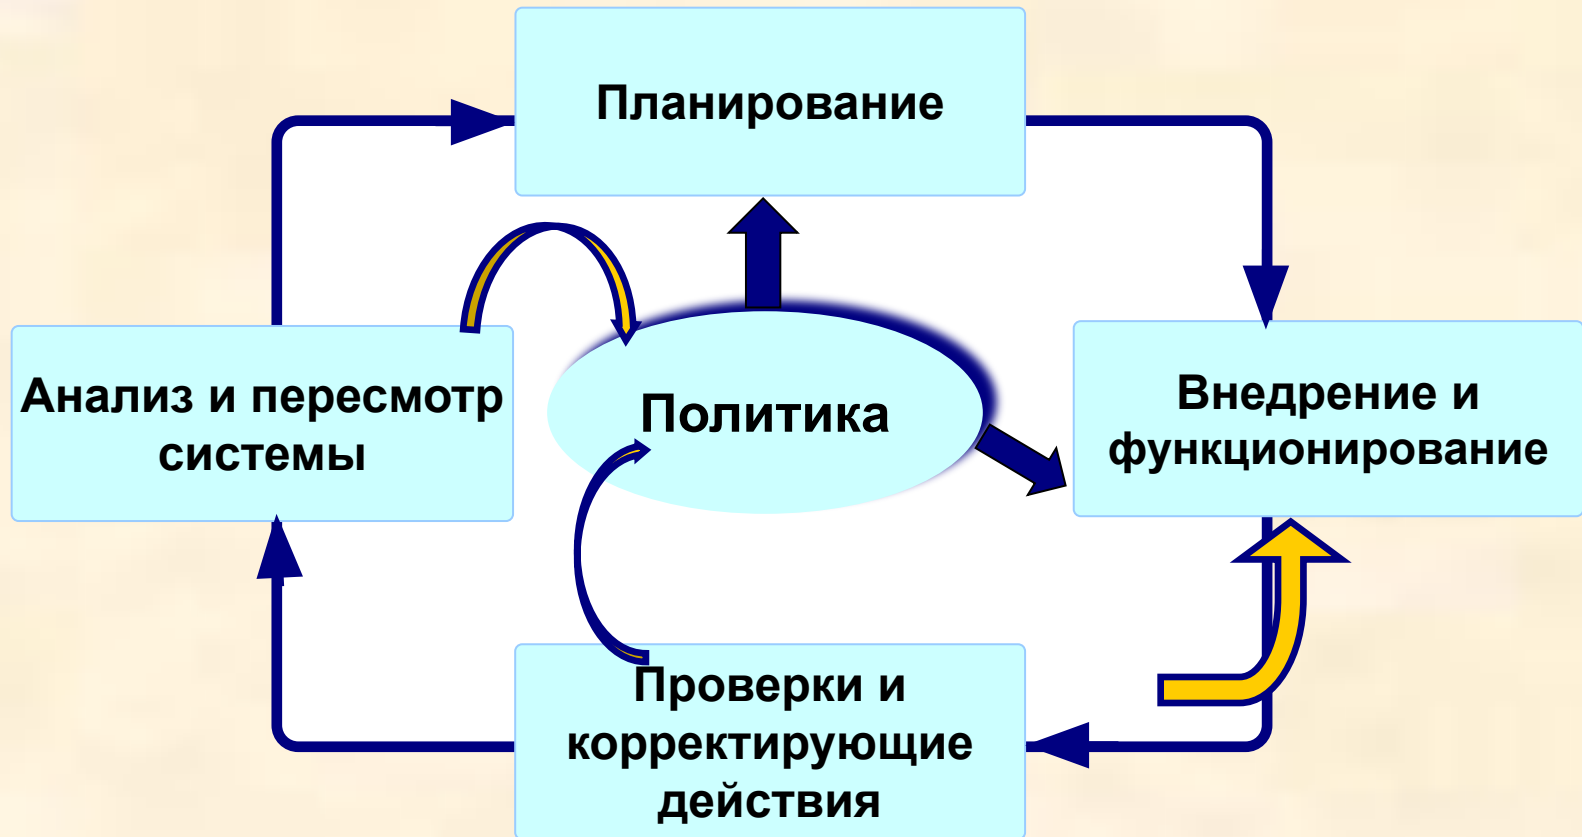 Планирование
Анализ и пересмотр
системы
Политика
Внедрение и
функционирование
Проверки и
корректирующие
действия